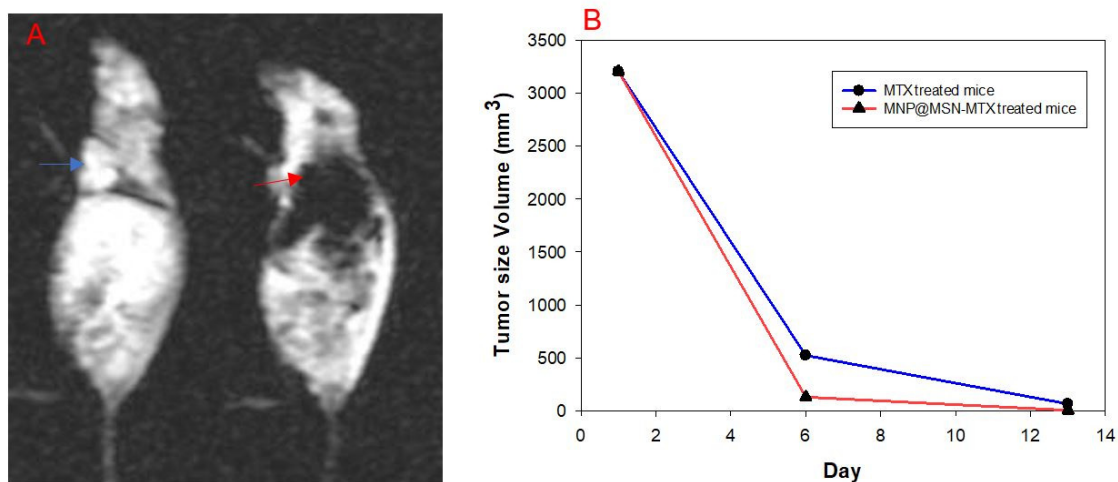 A
B
3500
3000
2500
2000
1500
1000
500
0
Tumor size Volume (mm³)
MTXtreated mice
MNP@MSN-MTXtreated mice
0 2 4 6 8 10 12 14
Day